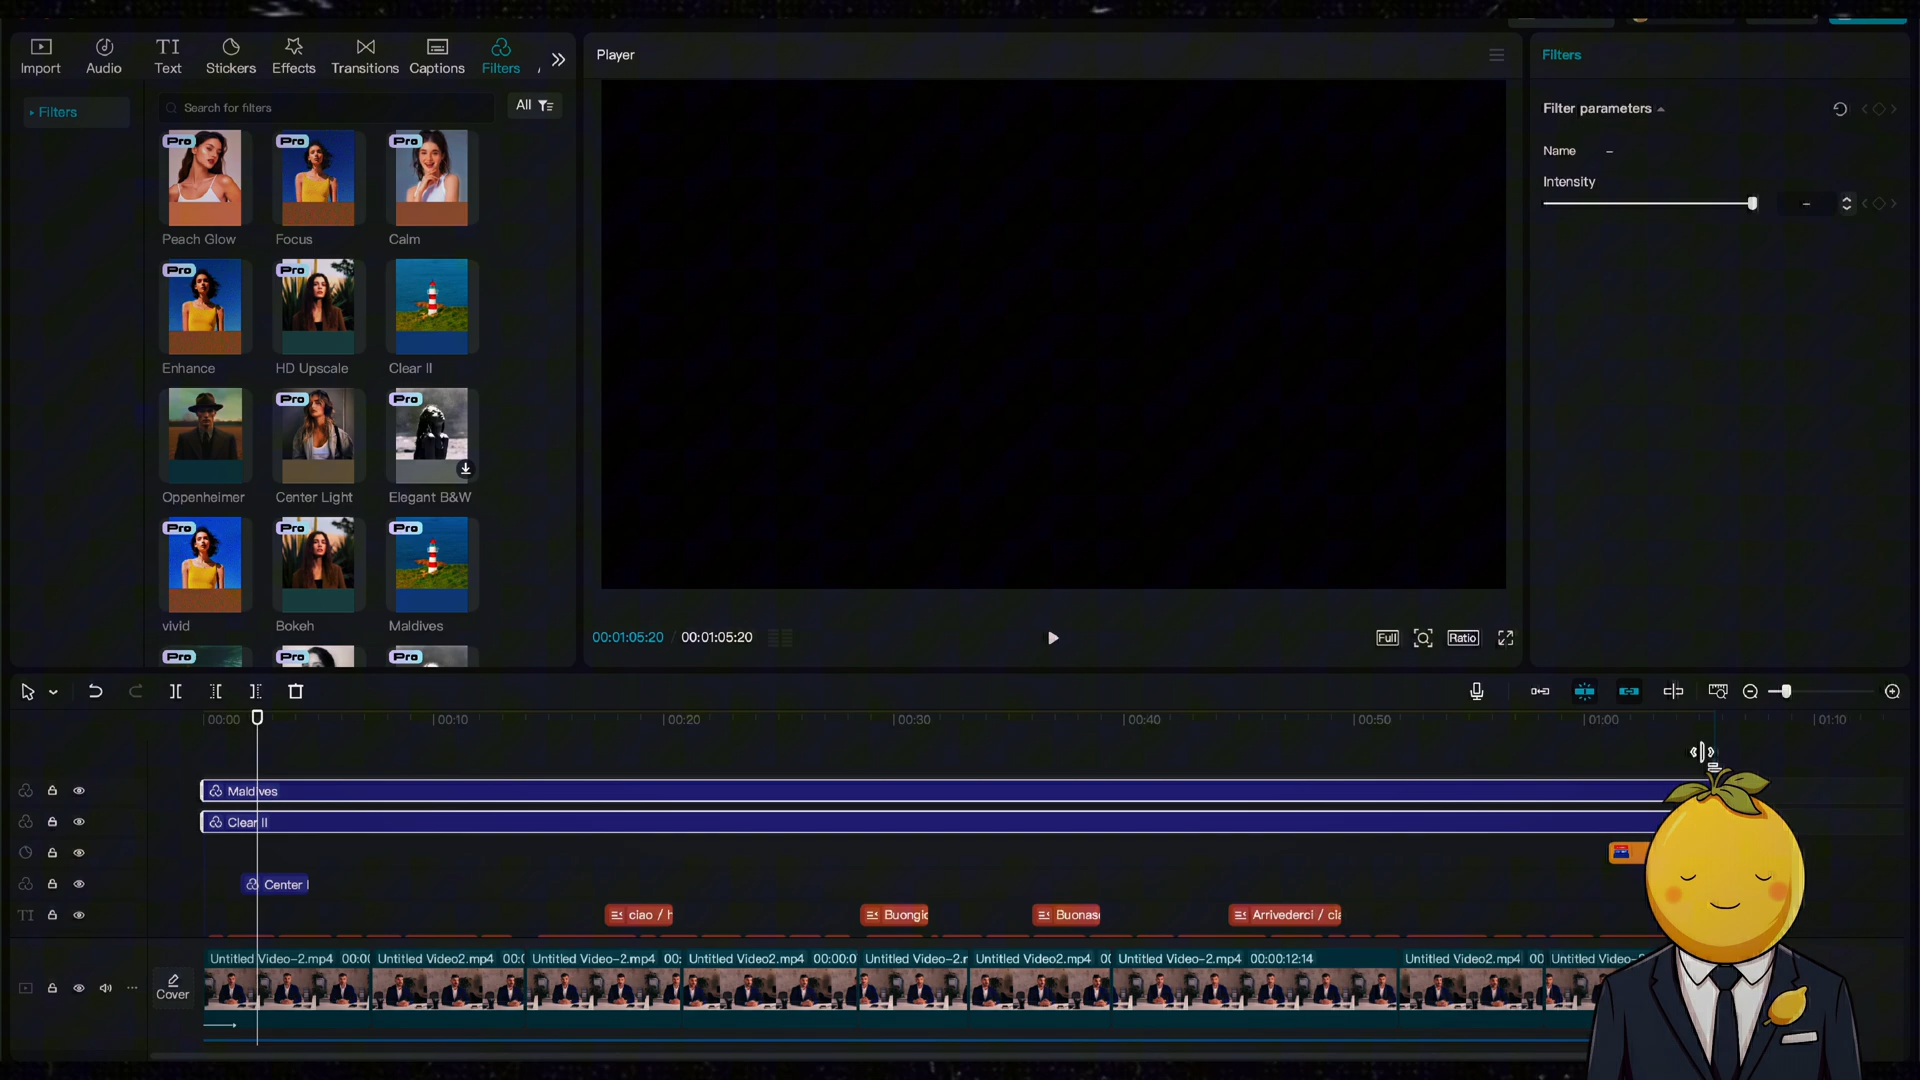 Import
Audio
Text
Stickers
Effects
Transitions
Captions
Filters
Player
Filters
Filters
Search for filters
All
Filter parameters
Name –
Intensity –
Pro
Pro
Pro
Peach Glow
Focus
Calm
Pro
Enhance
HD Upscale
Clear II
Pro
Pro
Pro
Oppenheimer
Center Light
Elegant B&W
Pro
Pro
Pro
vivid
Bokeh
Maldives
Pro
Pro
Pro
00:01:05:20 / 00:01:05:20
Full
Ratio
00:00
00:10
00:20
00:30
00:40
00:50
01:00
01:10
Maldives
Clear II
Center l
TI
ciao / h
Buongio
Buonase
Arrivederci / cia
Untitled Video-2.mp4 00:00
Untitled Video2.mp4 00:0
Untitled Video-2.mp4 00:
Untitled Video2.mp4 00:00:0
Untitled Video-2.r
Untitled Video2.mp4 00
Untitled Video-2.mp4 00:00:12:14
Untitled Video2.mp4 00
Untitled Video-2
Cover